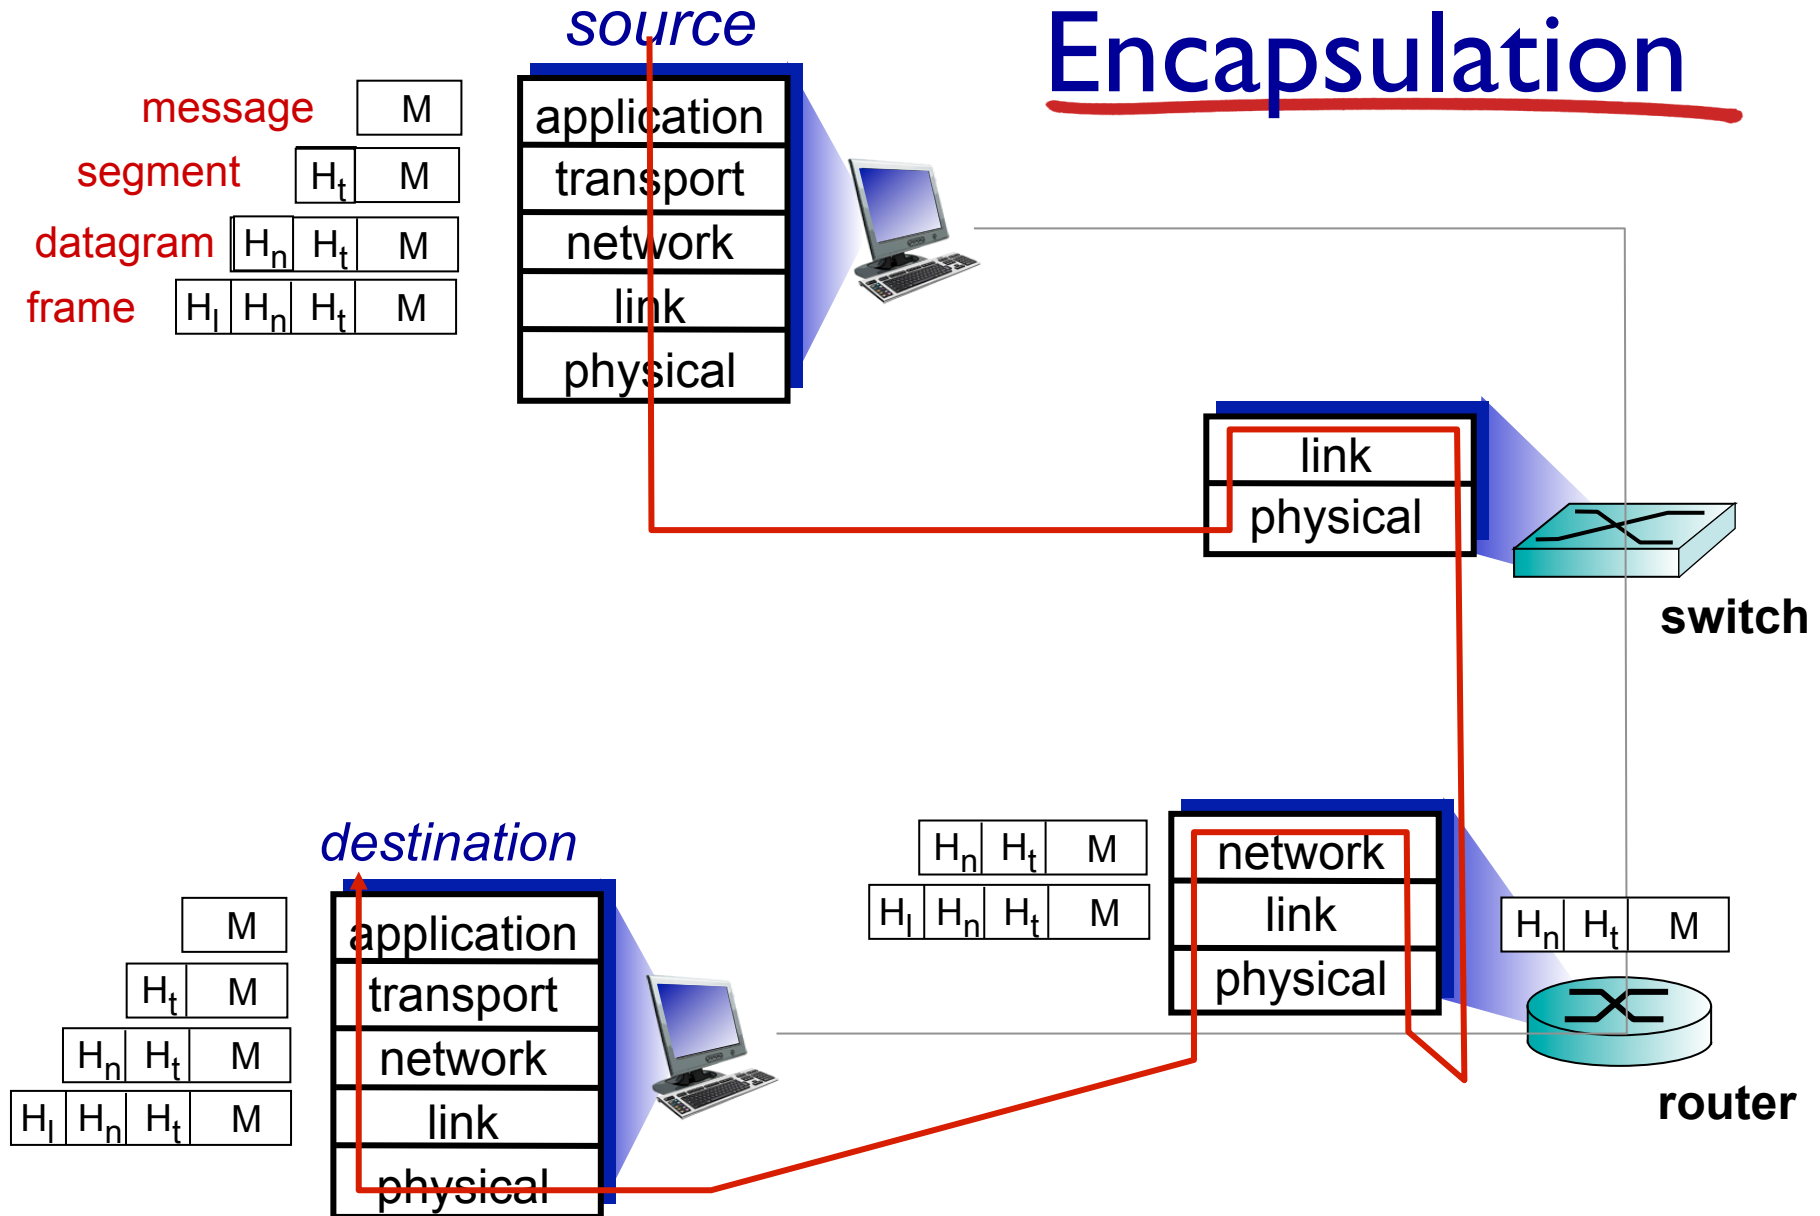 source
Encapsulation
message M
segment Ht M
datagram Hn Ht M
frame Hl Hn Ht M
application
transport
network
link
physical
link
physical
switch
destination
M
Ht M
Hn Ht M
Hl Hn Ht M
application
transport
network
link
physical
Hn Ht M
Hl Hn Ht M
network
link
physical
Hn Ht M
router